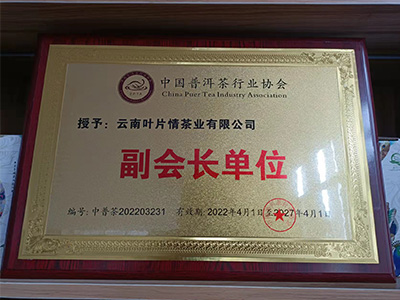 中国普洱茶行业协会
China Puer Tea Industry Association
授予：云南叶片情茶业有限公司
副会长单位
编号：中普茶202203231 有效期：2022年4月1日至2027年4月1日